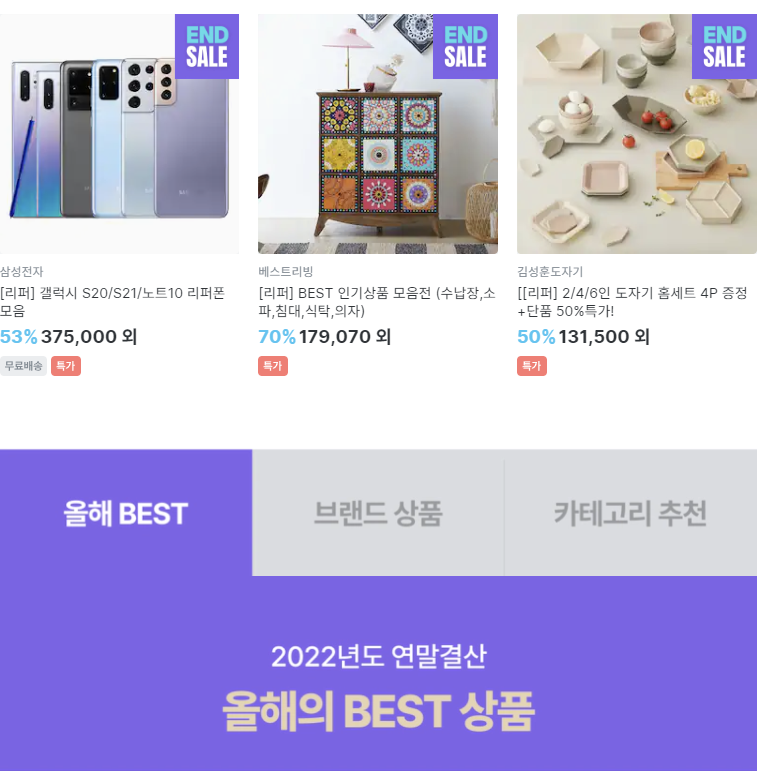 END
SALE
END
SALE
END
SALE
삼성전자
[리퍼] 갤럭시 S20/S21/노트10 리퍼폰
모음
53% 375,000 외
무료배송 특가
베스트리빙
[리퍼] BEST 인기상품 모음전 (수납장,소
파,침대,식탁,의자)
70% 179,070 외
특가
김성훈도자기
[[리퍼] 2/4/6인 도자기 홈세트 4P 증정
+단품 50%특가!
50% 131,500 외
특가
올해 BEST
브랜드 상품
카테고리 추천
2022년도 연말결산
올해의 BEST 상품